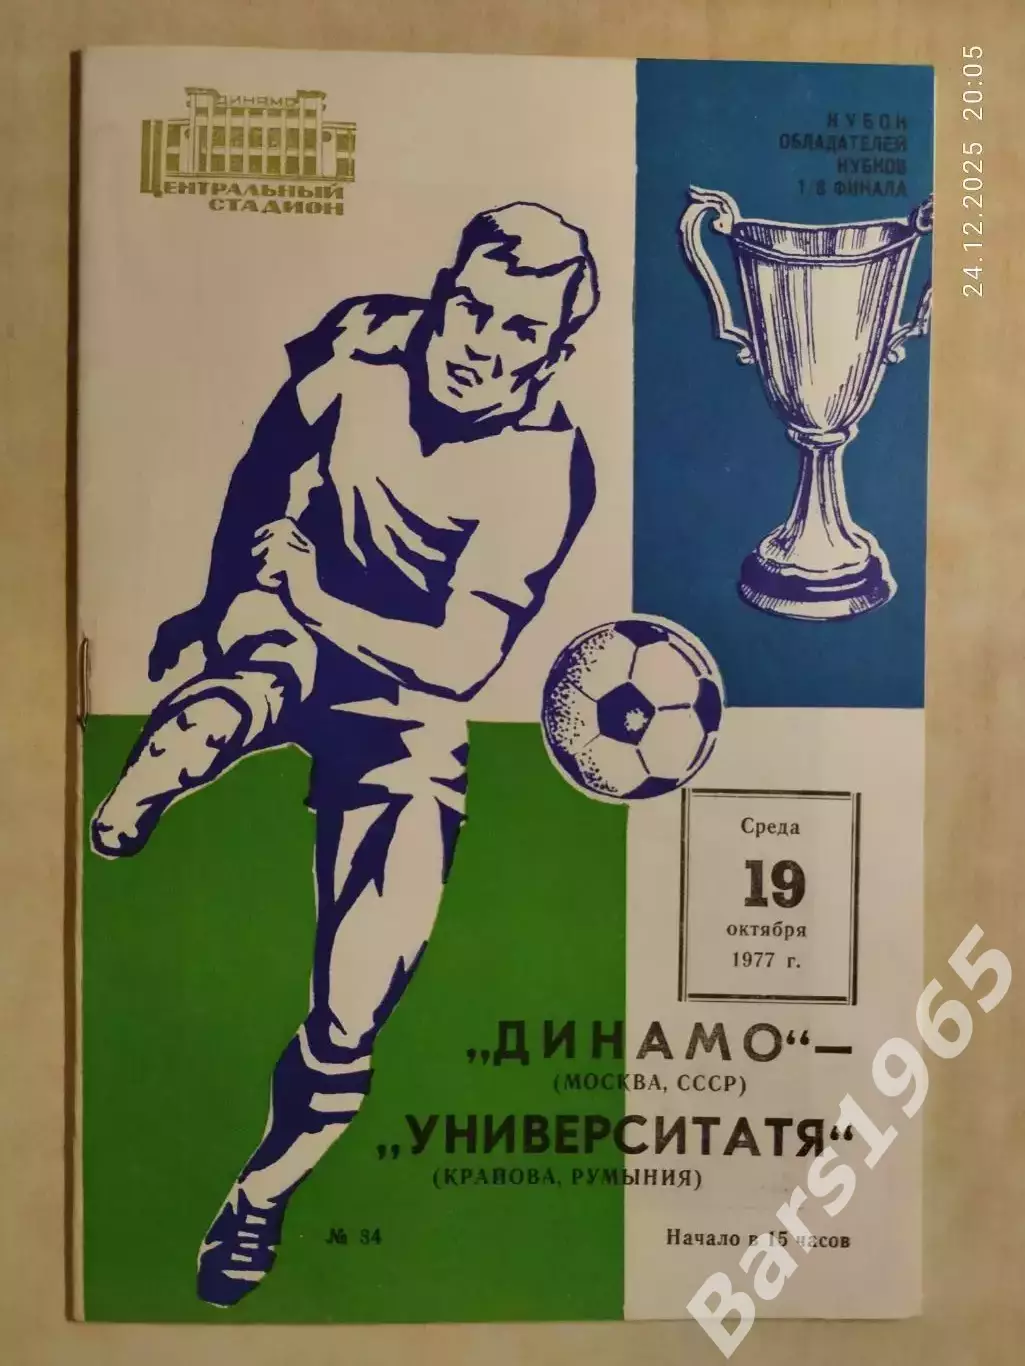 ДИНАМО
ЦЕНТРАЛЬНЫЙ
СТАДИОН
КУБОК
ОБЛАДАТЕЛЕЙ
КУБКОВ
1/8 ФИНАЛА
24.12.2025 20:05
Среда
19
октября
1977 г.
„ДИНАМО“—
(МОСКВА, СССР)
„УНИВЕРСИТАТЯ“
(КРАЙОВА, РУМЫНИЯ)
№ 34
Начало в 15 часов
Bars1965